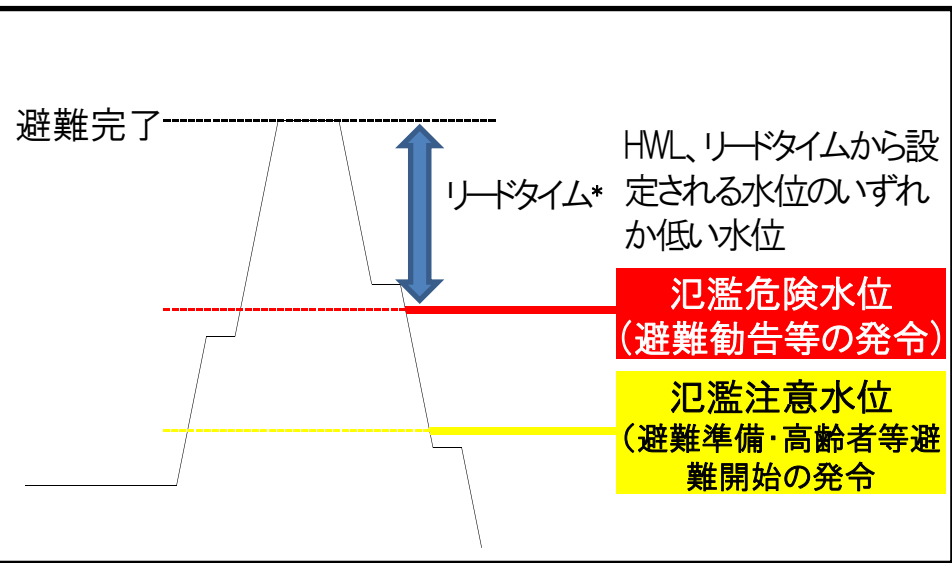 避難完了
リードタイム*
HWL、リードタイムから設
定される水位のいずれ
か低い水位
氾濫危険水位
(避難勧告等の発令)
氾濫注意水位
(避難準備・高齢者等避
難開始の発令